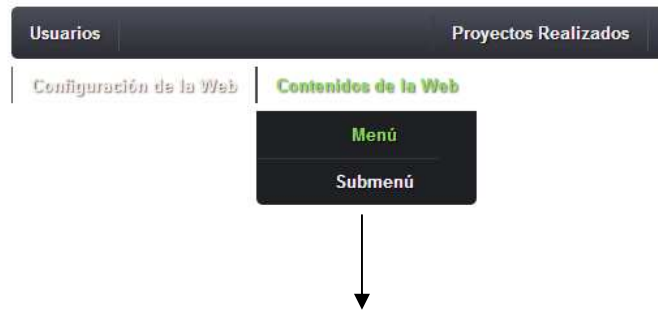 Usuarios Proyectos Realizados
Configuración de la Web Contenidos de la Web
Menú
Submenú